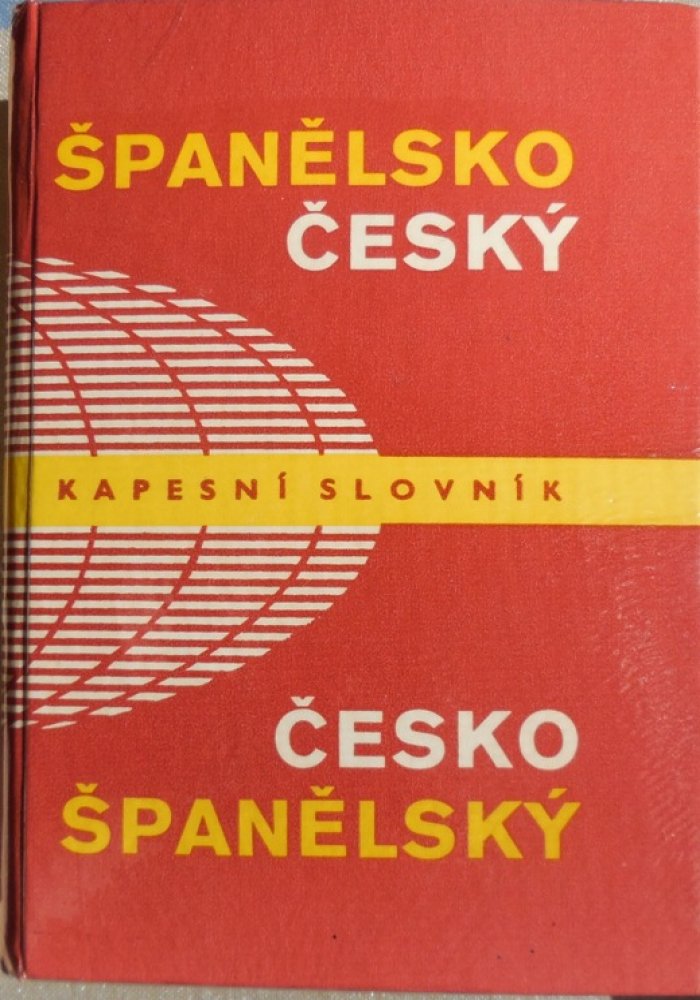 ŠPANĚLSKO
ČESKÝ
KAPESNÍ SLOVNÍK
ČESKO
ŠPANĚLSKÝ